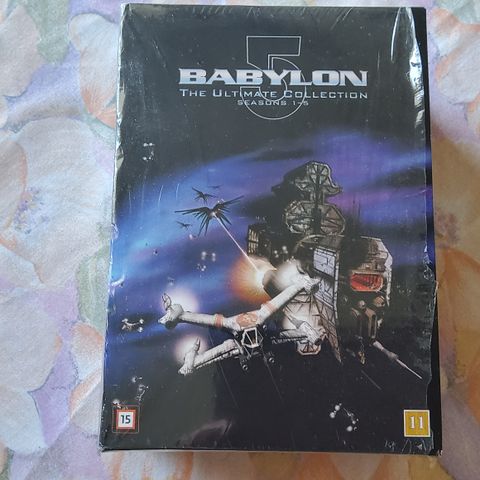 5
BABYLON
THE ULTIMATE COLLECTION
SEASONS 1-5
15
11